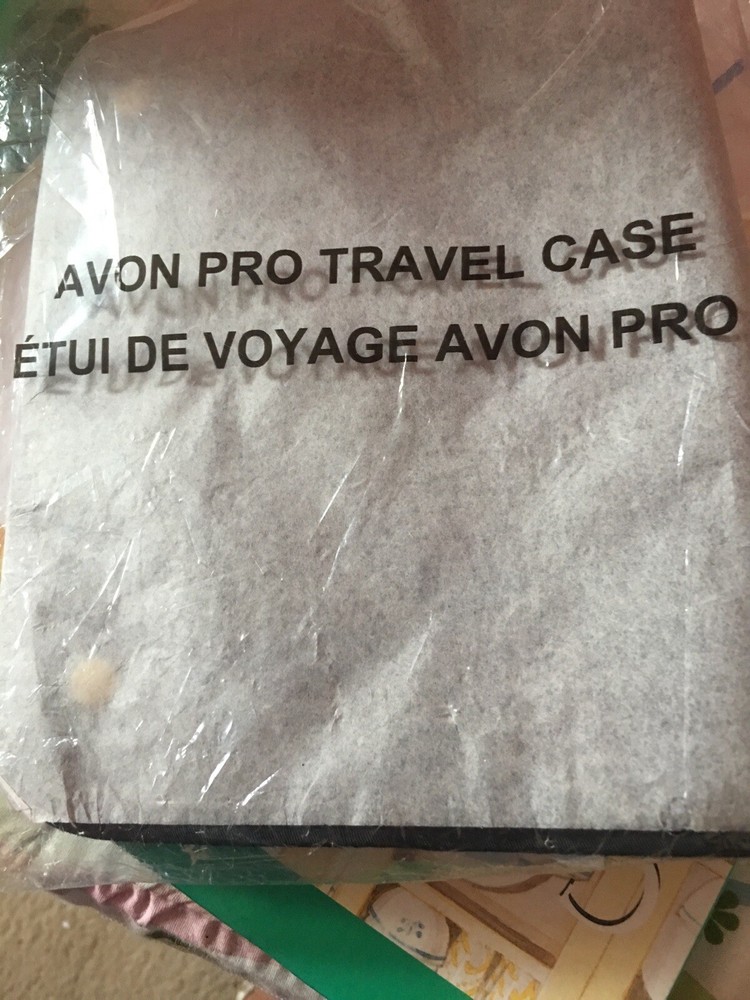 AVON PRO TRAVEL CASE
ÉTUI DE VOYAGE AVON PRO